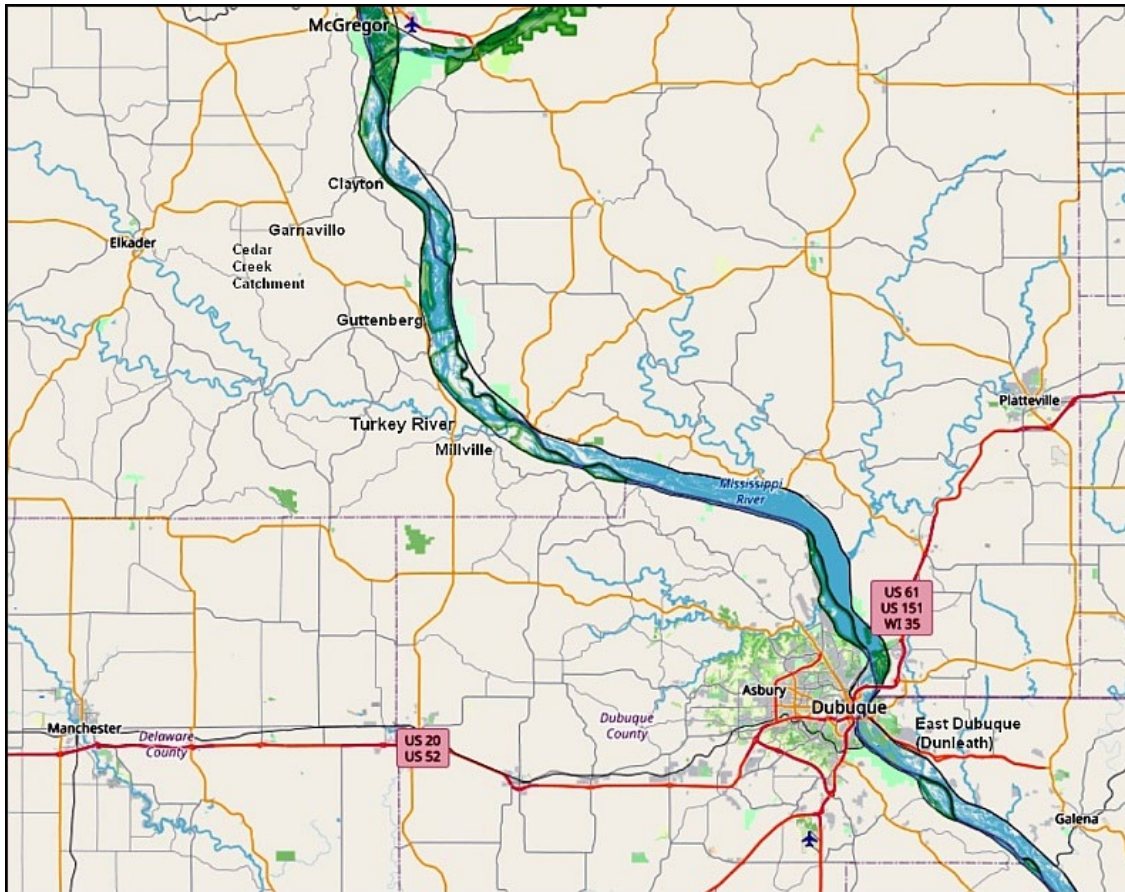 McGregor
Clayton
Garnavillo
Elkader
Cedar
Creek
Catchment
Guttenberg
Platteville
Turkey River
Millville
Mississippi
River
US 61
US 151
WI 35
Asbury
Dubuque
Dubuque
County
East Dubuque
(Dunleath)
Manchester
Delaware
County
US 20
US 52
Galena